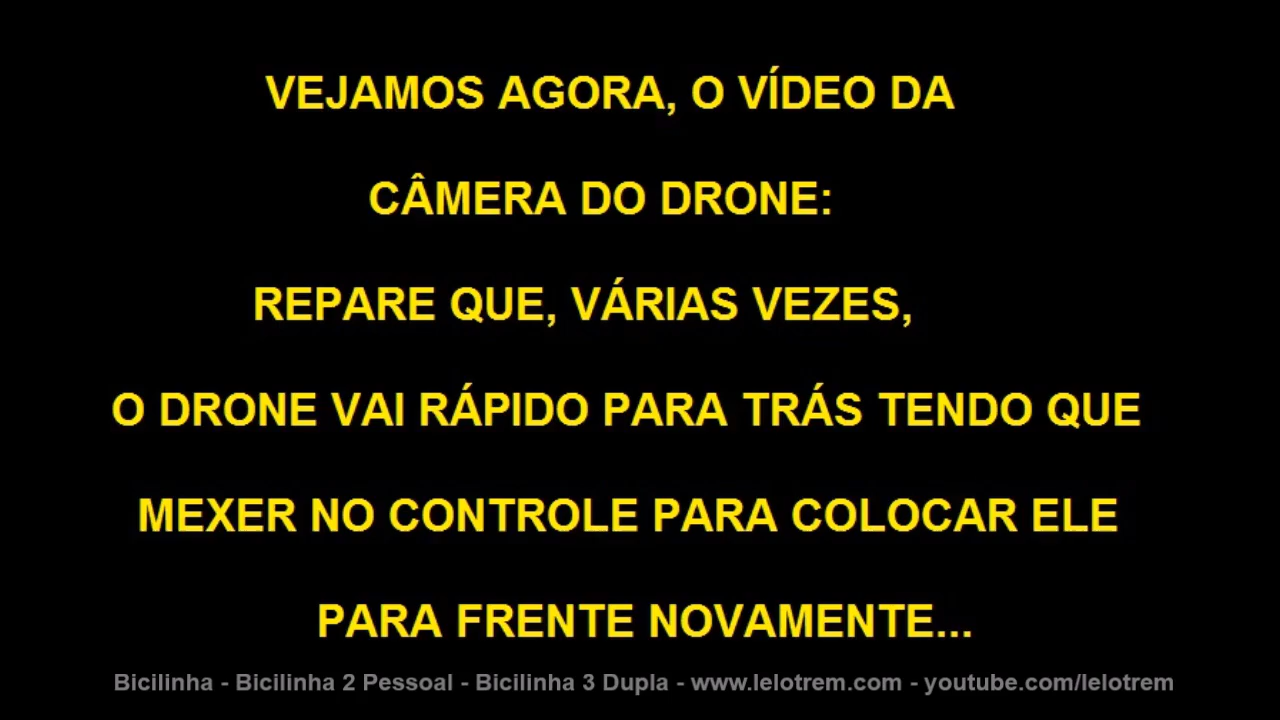 VEJAMOS AGORA, O VÍDEO DA
CÂMERA DO DRONE:
REPARE QUE, VÁRIAS VEZES,
O DRONE VAI RÁPIDO PARA TRÁS TENDO QUE
MEXER NO CONTROLE PARA COLOCAR ELE
PARA FRENTE NOVAMENTE...
Bicilinha - Bicilinha 2 Pessoal - Bicilinha 3 Dupla - www.lelotrem.com - youtube.com/lelotrem